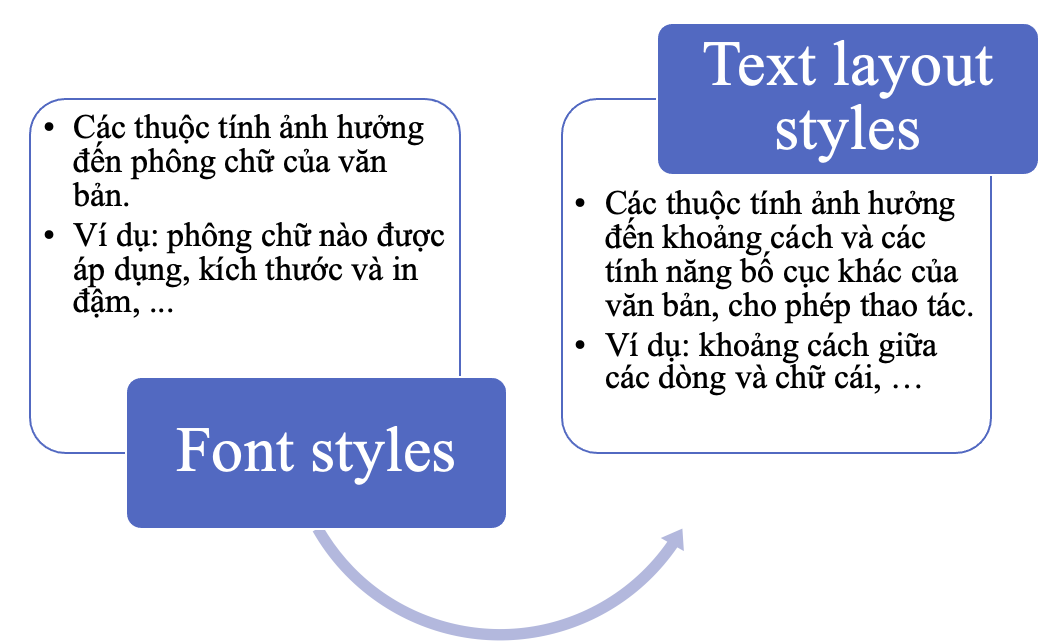 • Các thuộc tính ảnh hưởng
đến phông chữ của văn
bản.
• Ví dụ: phông chữ nào được
áp dụng, kích thước và in
đậm, ...
Font styles
Text layout
styles
• Các thuộc tính ảnh hưởng
đến khoảng cách và các
tính năng bố cục khác của
văn bản, cho phép thao tác.
• Ví dụ: khoảng cách giữa
các dòng và chữ cái, …